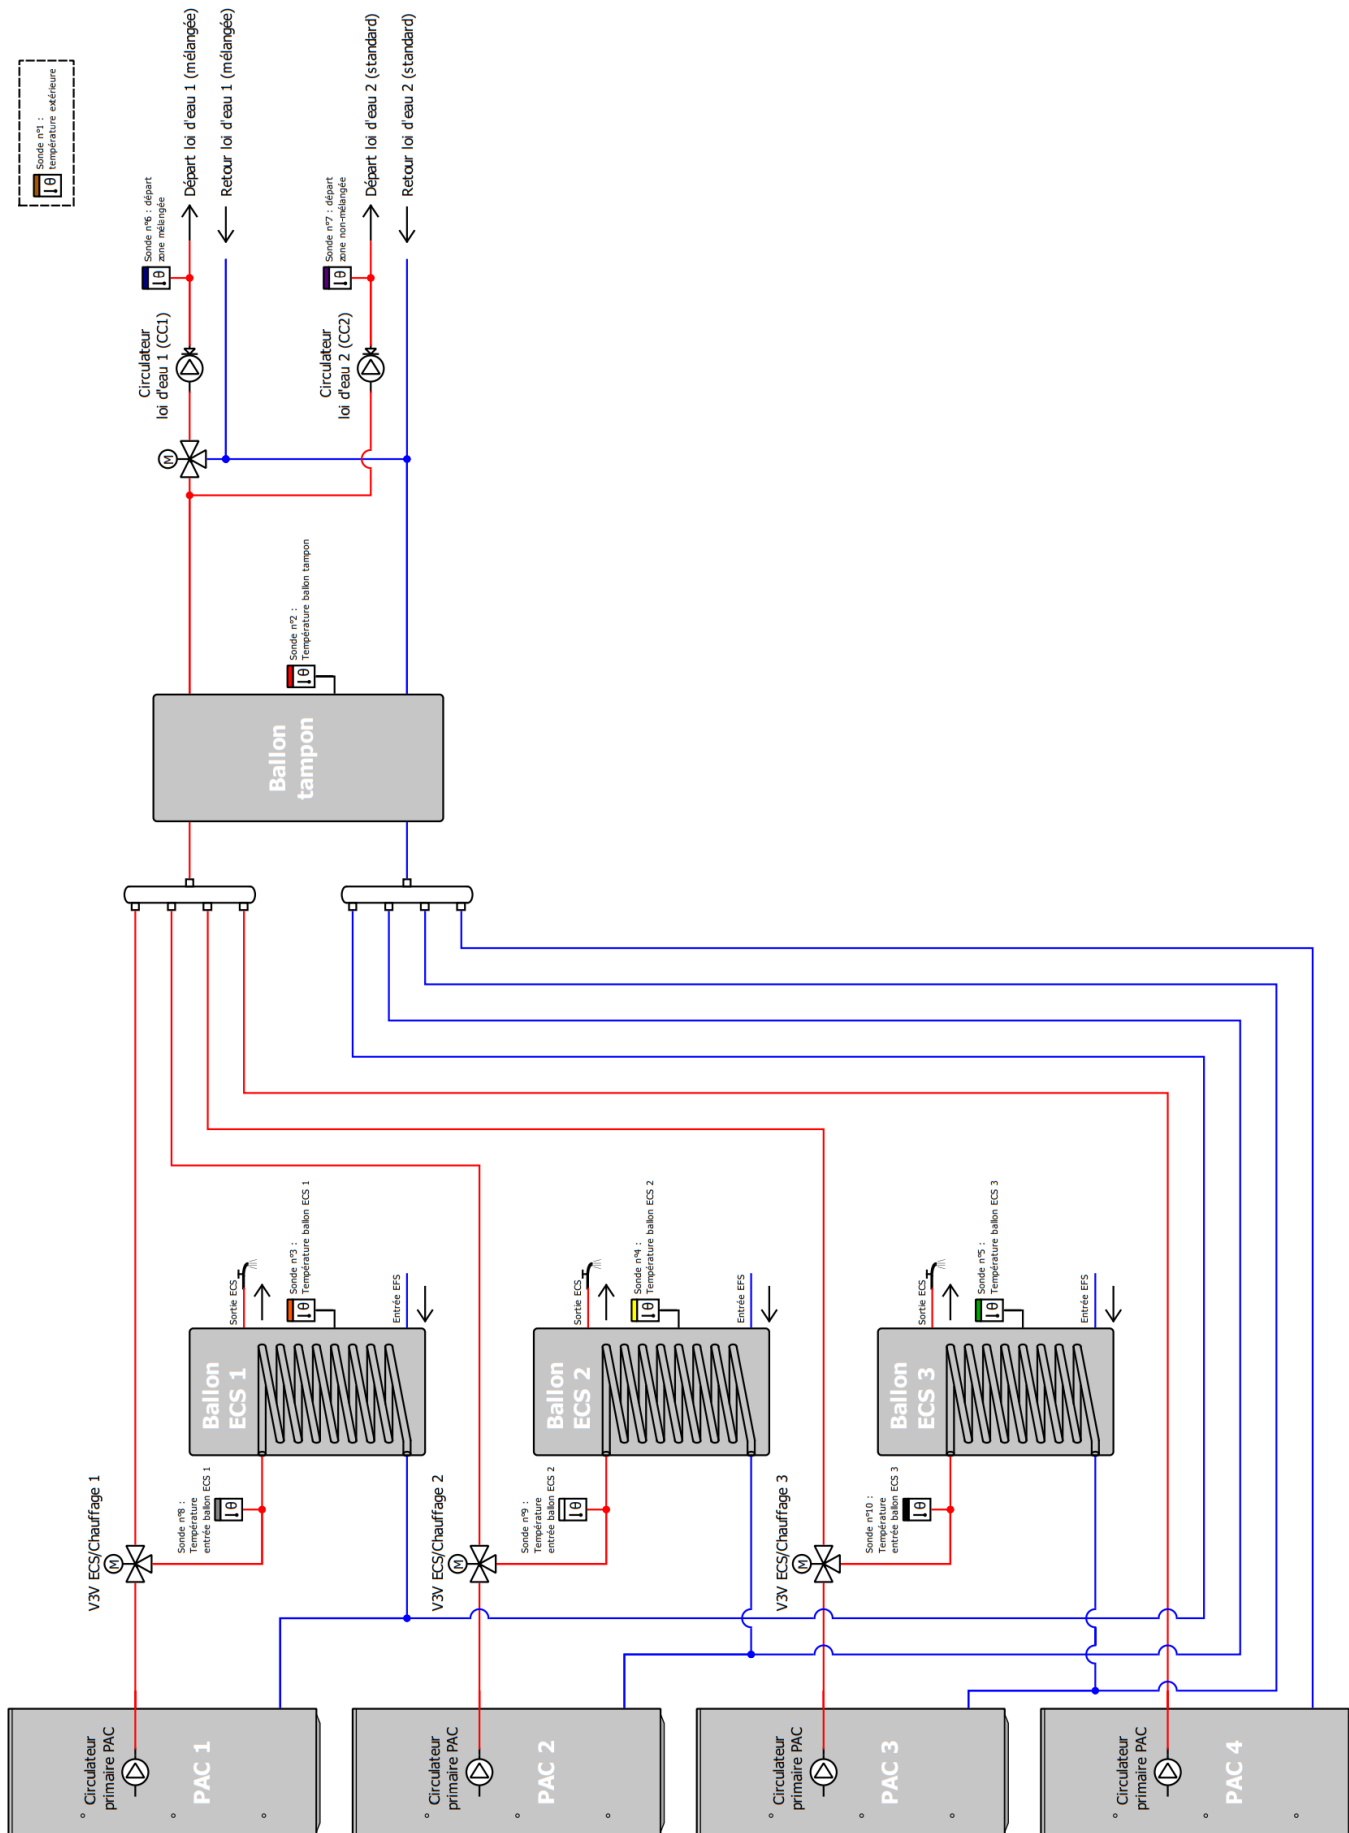 Sonde n°1 :
température extérieure
Départ loi d'eau 1 (mélangée)
Retour loi d'eau 1 (mélangée)
Départ loi d'eau 2 (standard)
Retour loi d'eau 2 (standard)
Sonde n°6 : départ
zone mélangée
Sonde n°7 : départ
zone non-mélangée
Circulateur
loi d'eau 1 (CC1)
Circulateur
loi d'eau 2 (CC2)
M
Sonde n°2 :
Température ballon tampon
Ballon
tampon
Sortie ECS
Sonde n°3 :
Température ballon ECS 1
Entrée EFS
Ballon
ECS 1
Sortie ECS
Sonde n°4 :
Température ballon ECS 2
Entrée EFS
Ballon
ECS 2
Sortie ECS
Sonde n°5 :
Température ballon ECS 3
Entrée EFS
Ballon
ECS 3
V3V ECS/Chauffage 1
M
Sonde n°8 :
Température
entrée ballon ECS 1
V3V ECS/Chauffage 2
M
Sonde n°9 :
Température
entrée ballon ECS 2
V3V ECS/Chauffage 3
M
Sonde n°10 :
Température
entrée ballon ECS 3
Circulateur
primaire PAC
PAC 1
Circulateur
primaire PAC
PAC 2
Circulateur
primaire PAC
PAC 3
Circulateur
primaire PAC
PAC 4